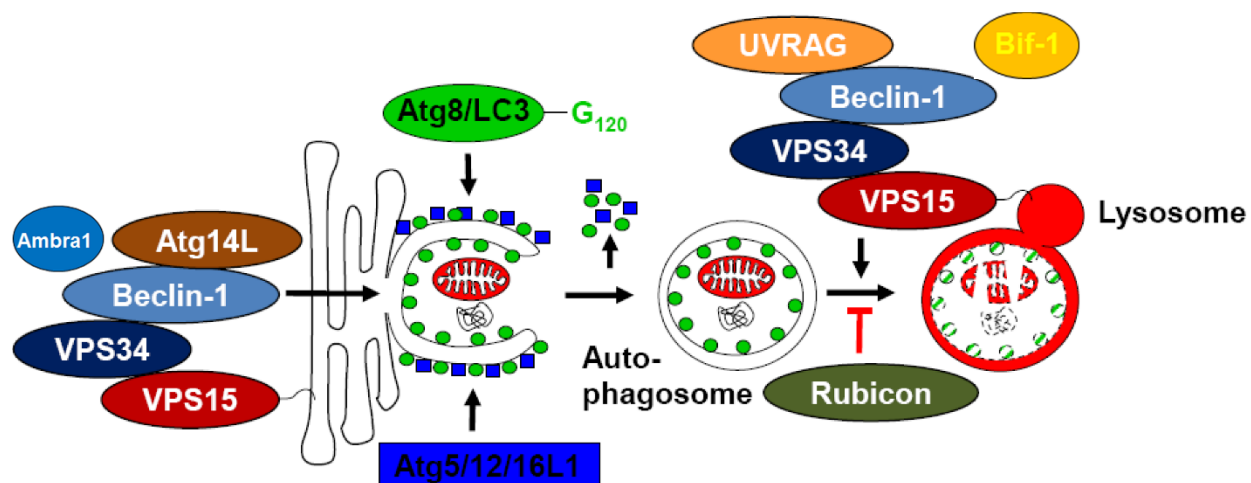 UVRAG
Bif-1
Beclin-1
Atg8/LC3
G120
VPS34
VPS15
Lysosome
Ambra1
Atg14L
Beclin-1
VPS34
VPS15
Auto-
phagosome
Rubicon
Atg5/12/16L1